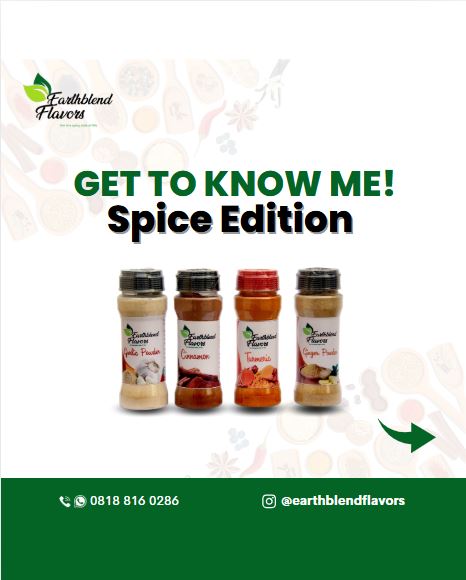 Earthblend
Flavors
GET TO KNOW ME!
Spice Edition
Earthblend
Flavors
Garlic Powder
Earthblend
Flavors
Cinnamon
Earthblend
Flavors
Turmeric
Earthblend
Flavors
Ginger Powder
0818 816 0286
@earthblendflavors